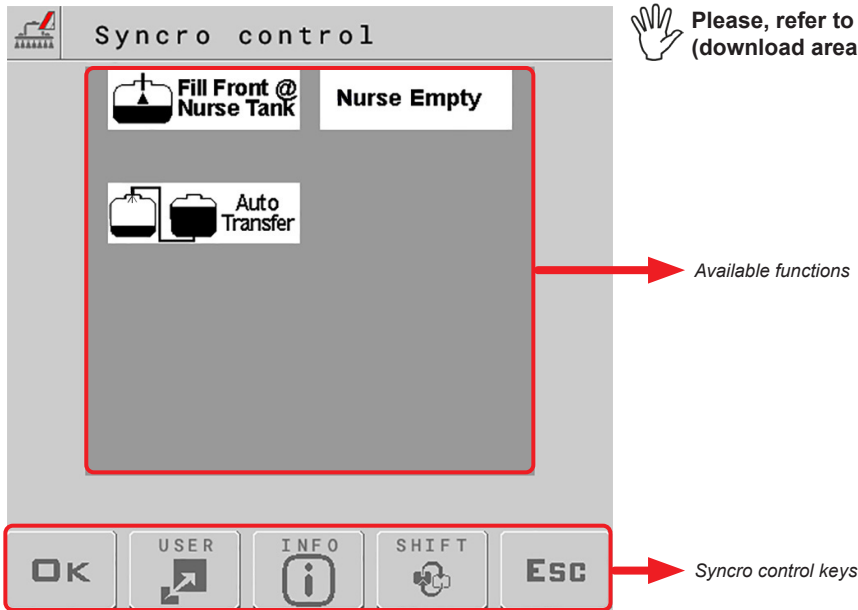 Syncro control
Please, refer to
(download area
Fill Front @
Nurse Tank
Nurse Empty
Auto
Transfer
Available functions
OK
USER
INFO
i
SHIFT
ESC
Syncro control keys